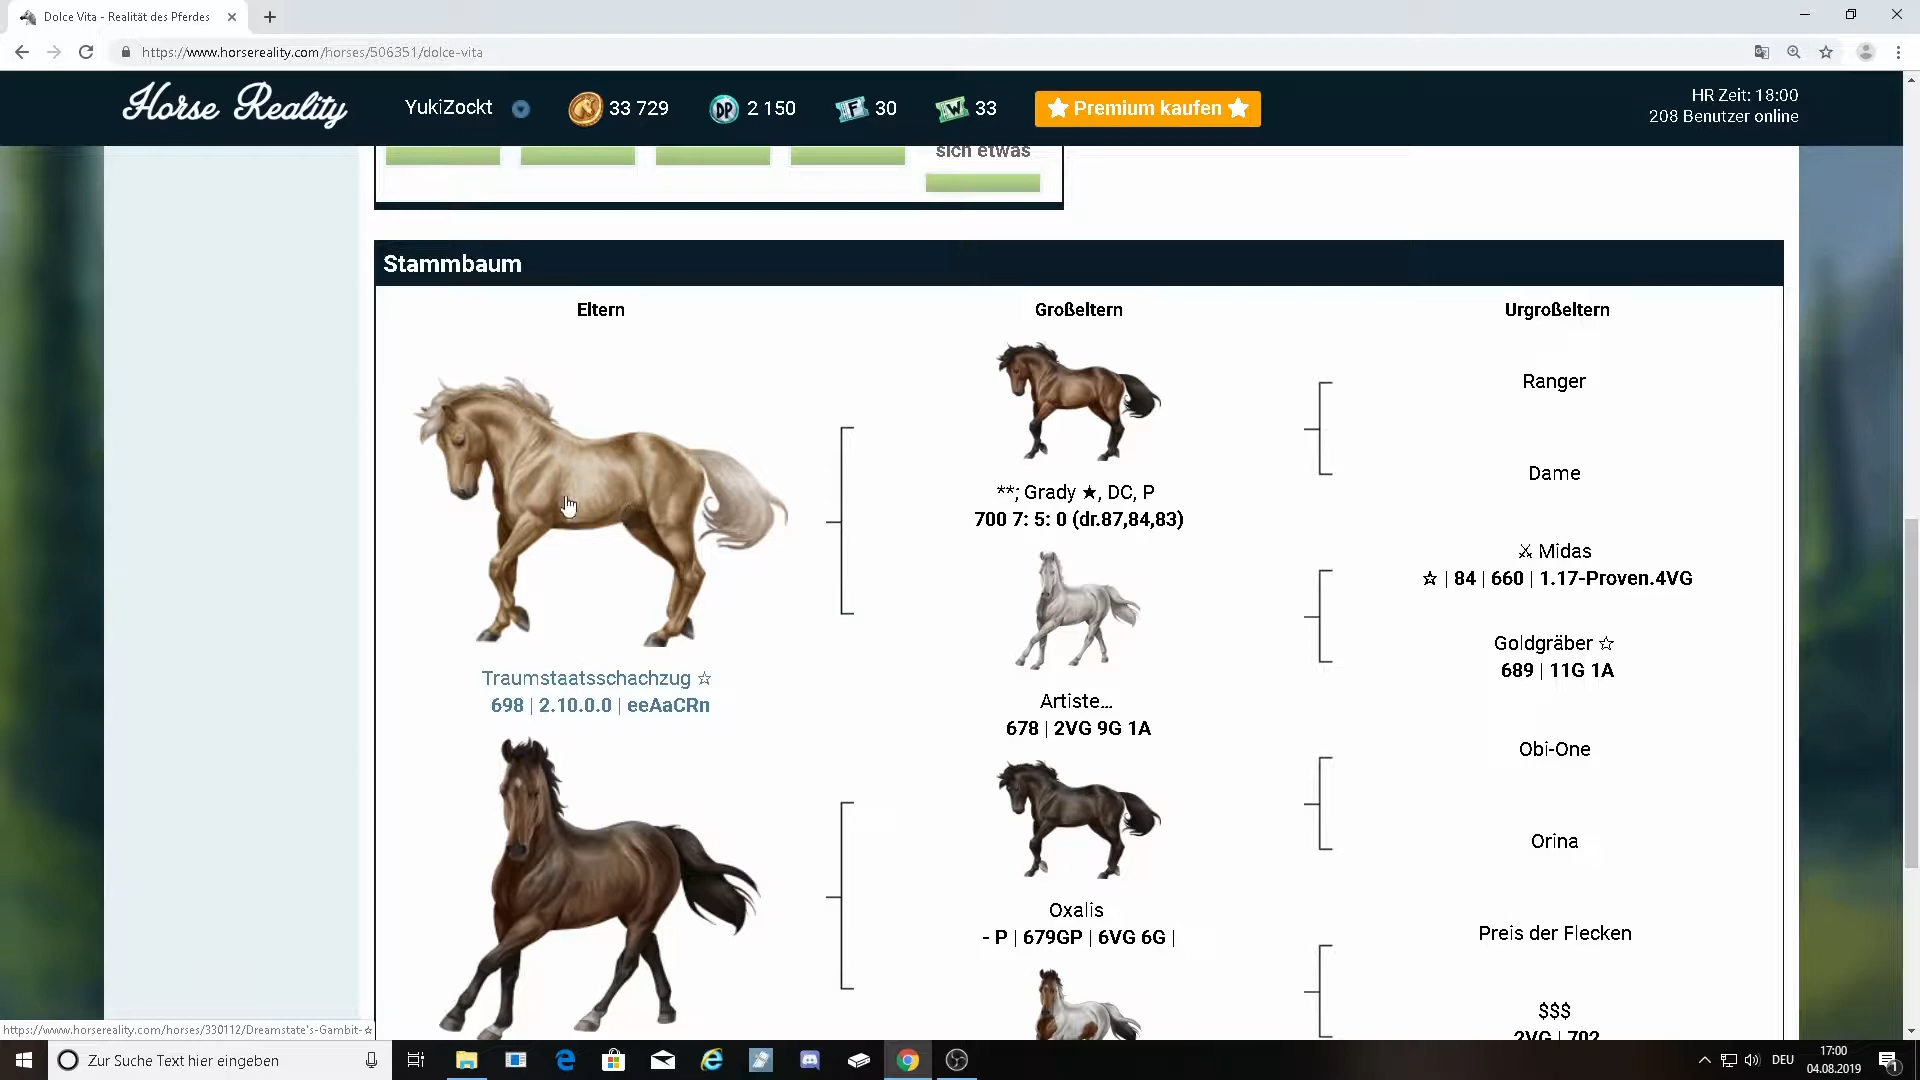 Dolce Vita - Realität des Pferdes
https://www.horsereality.com/horses/506351/dolce-vita
Horse Reality
YukiZockt
33 729
DP
2 150
F
30
W
33
Premium kaufen
HR Zeit: 18:00
208 Benutzer online
sich etwas
Stammbaum
Eltern
Großeltern
Urgroßeltern
Traumstaatsschachzug ☆
698 | 2.10.0.0 | eeAaCRn
**; Grady ★, DC, P
700 7: 5: 0 (dr.87,84,83)
Artiste...
678 | 2VG 9G 1A
Oxalis
- P | 679GP | 6VG 6G |
Ranger
Dame
⚔ Midas
☆ | 84 | 660 | 1.17-Proven.4VG
Goldgräber ☆
689 | 11G 1A
Obi-One
Orina
Preis der Flecken
$$$
2VG | 702
https://www.horsereality.com/horses/330112/Dreamstate's-Gambit-☆
Zur Suche Text hier eingeben
DEU
17:00
04.08.2019
1